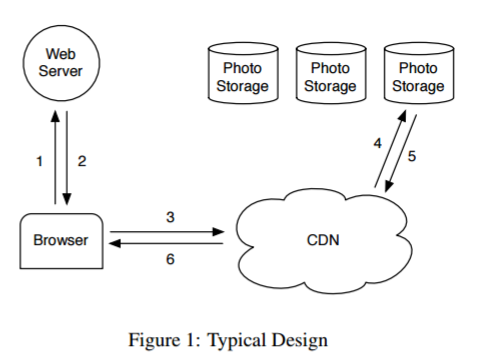 Web
Server
Photo
Storage
Photo
Storage
Photo
Storage
1
2
4
5
3
Browser
CDN
6
Figure 1: Typical Design